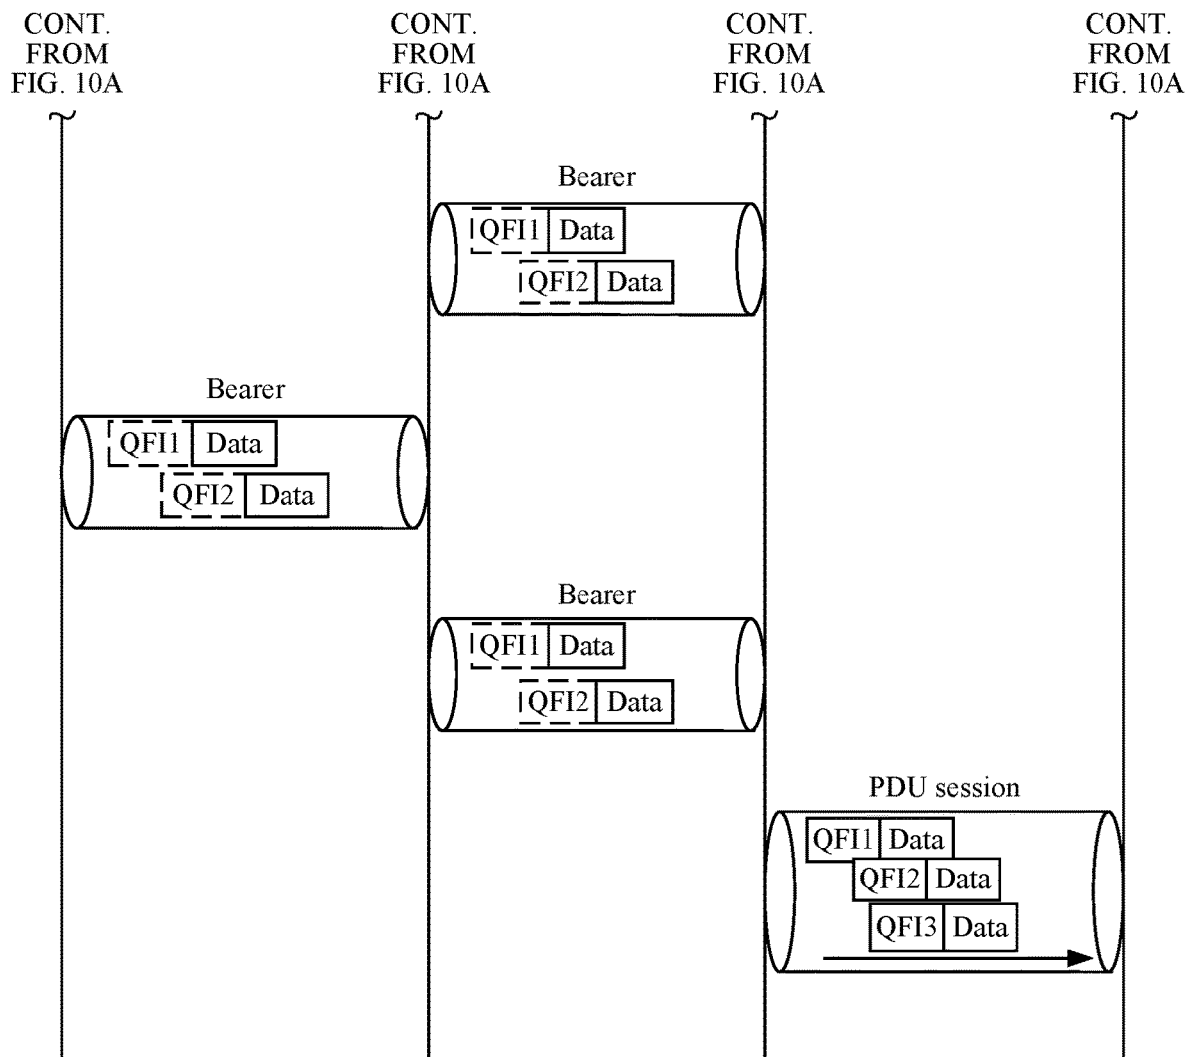 CONT. FROM FIG. 10A
CONT. FROM FIG. 10A
CONT. FROM FIG. 10A
CONT. FROM FIG. 10A
Bearer
QFI1 Data
QFI2 Data
Bearer
QFI1 Data
QFI2 Data
Bearer
QFI1 Data
QFI2 Data
PDU session
QFI1 Data
QFI2 Data
QFI3 Data